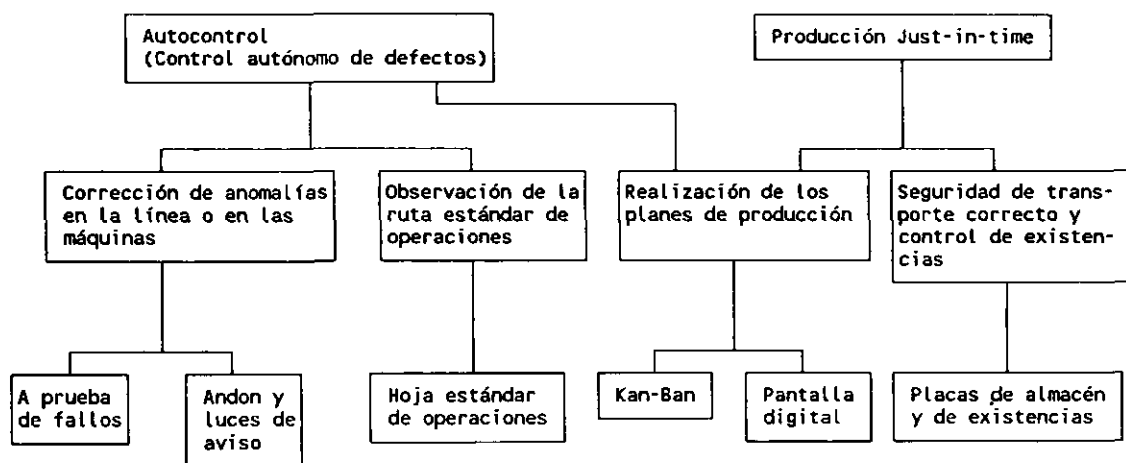 Autocontrol
(Control autónomo de defectos)
Producción Just-in-time
Corrección de anomalías
en la línea o en las
máquinas
Observación de la
ruta estándar de
operaciones
Realización de los
planes de producción
Seguridad de trans-
porte correcto y
control de existen-
cias
A prueba
de fallos
Andon y
luces de
aviso
Hoja estándar
de operaciones
Kan-Ban
Pantalla
digital
Placas de almacén
y de existencias